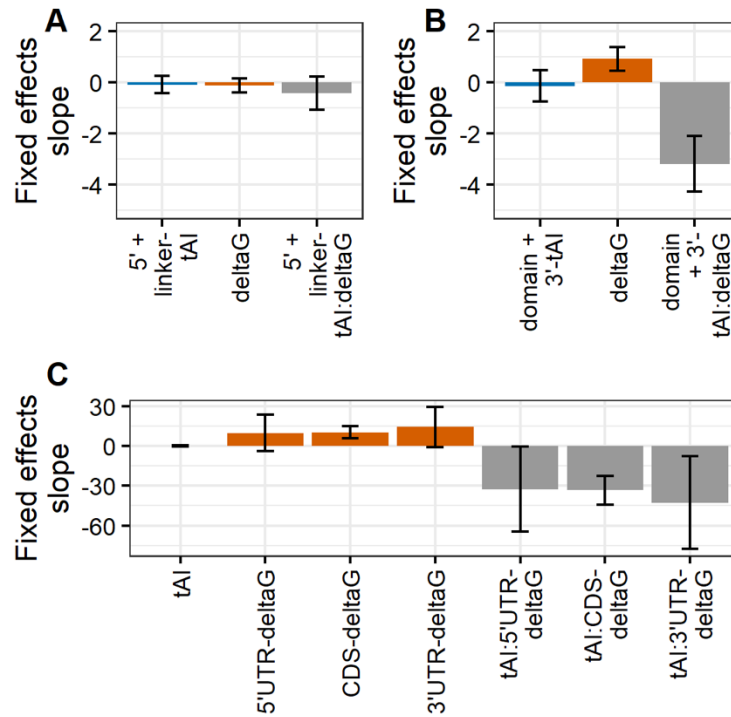 A
Fixed effects
slope
2
0
-2
-4
5' +
linker-
tAI
deltaG
5' +
linker-
tAI:deltaG
B
Fixed effects
slope
2
0
-2
-4
domain +
3'-tAI
deltaG
domain
+ 3'-
tAI:deltaG
C
Fixed effects
slope
30
0
-30
-60
tAI
5'UTR-deltaG
CDS-deltaG
3'UTR-deltaG
tAI:5'UTR-
deltaG
tAI:CDS-
deltaG
tAI:3'UTR-
deltaG